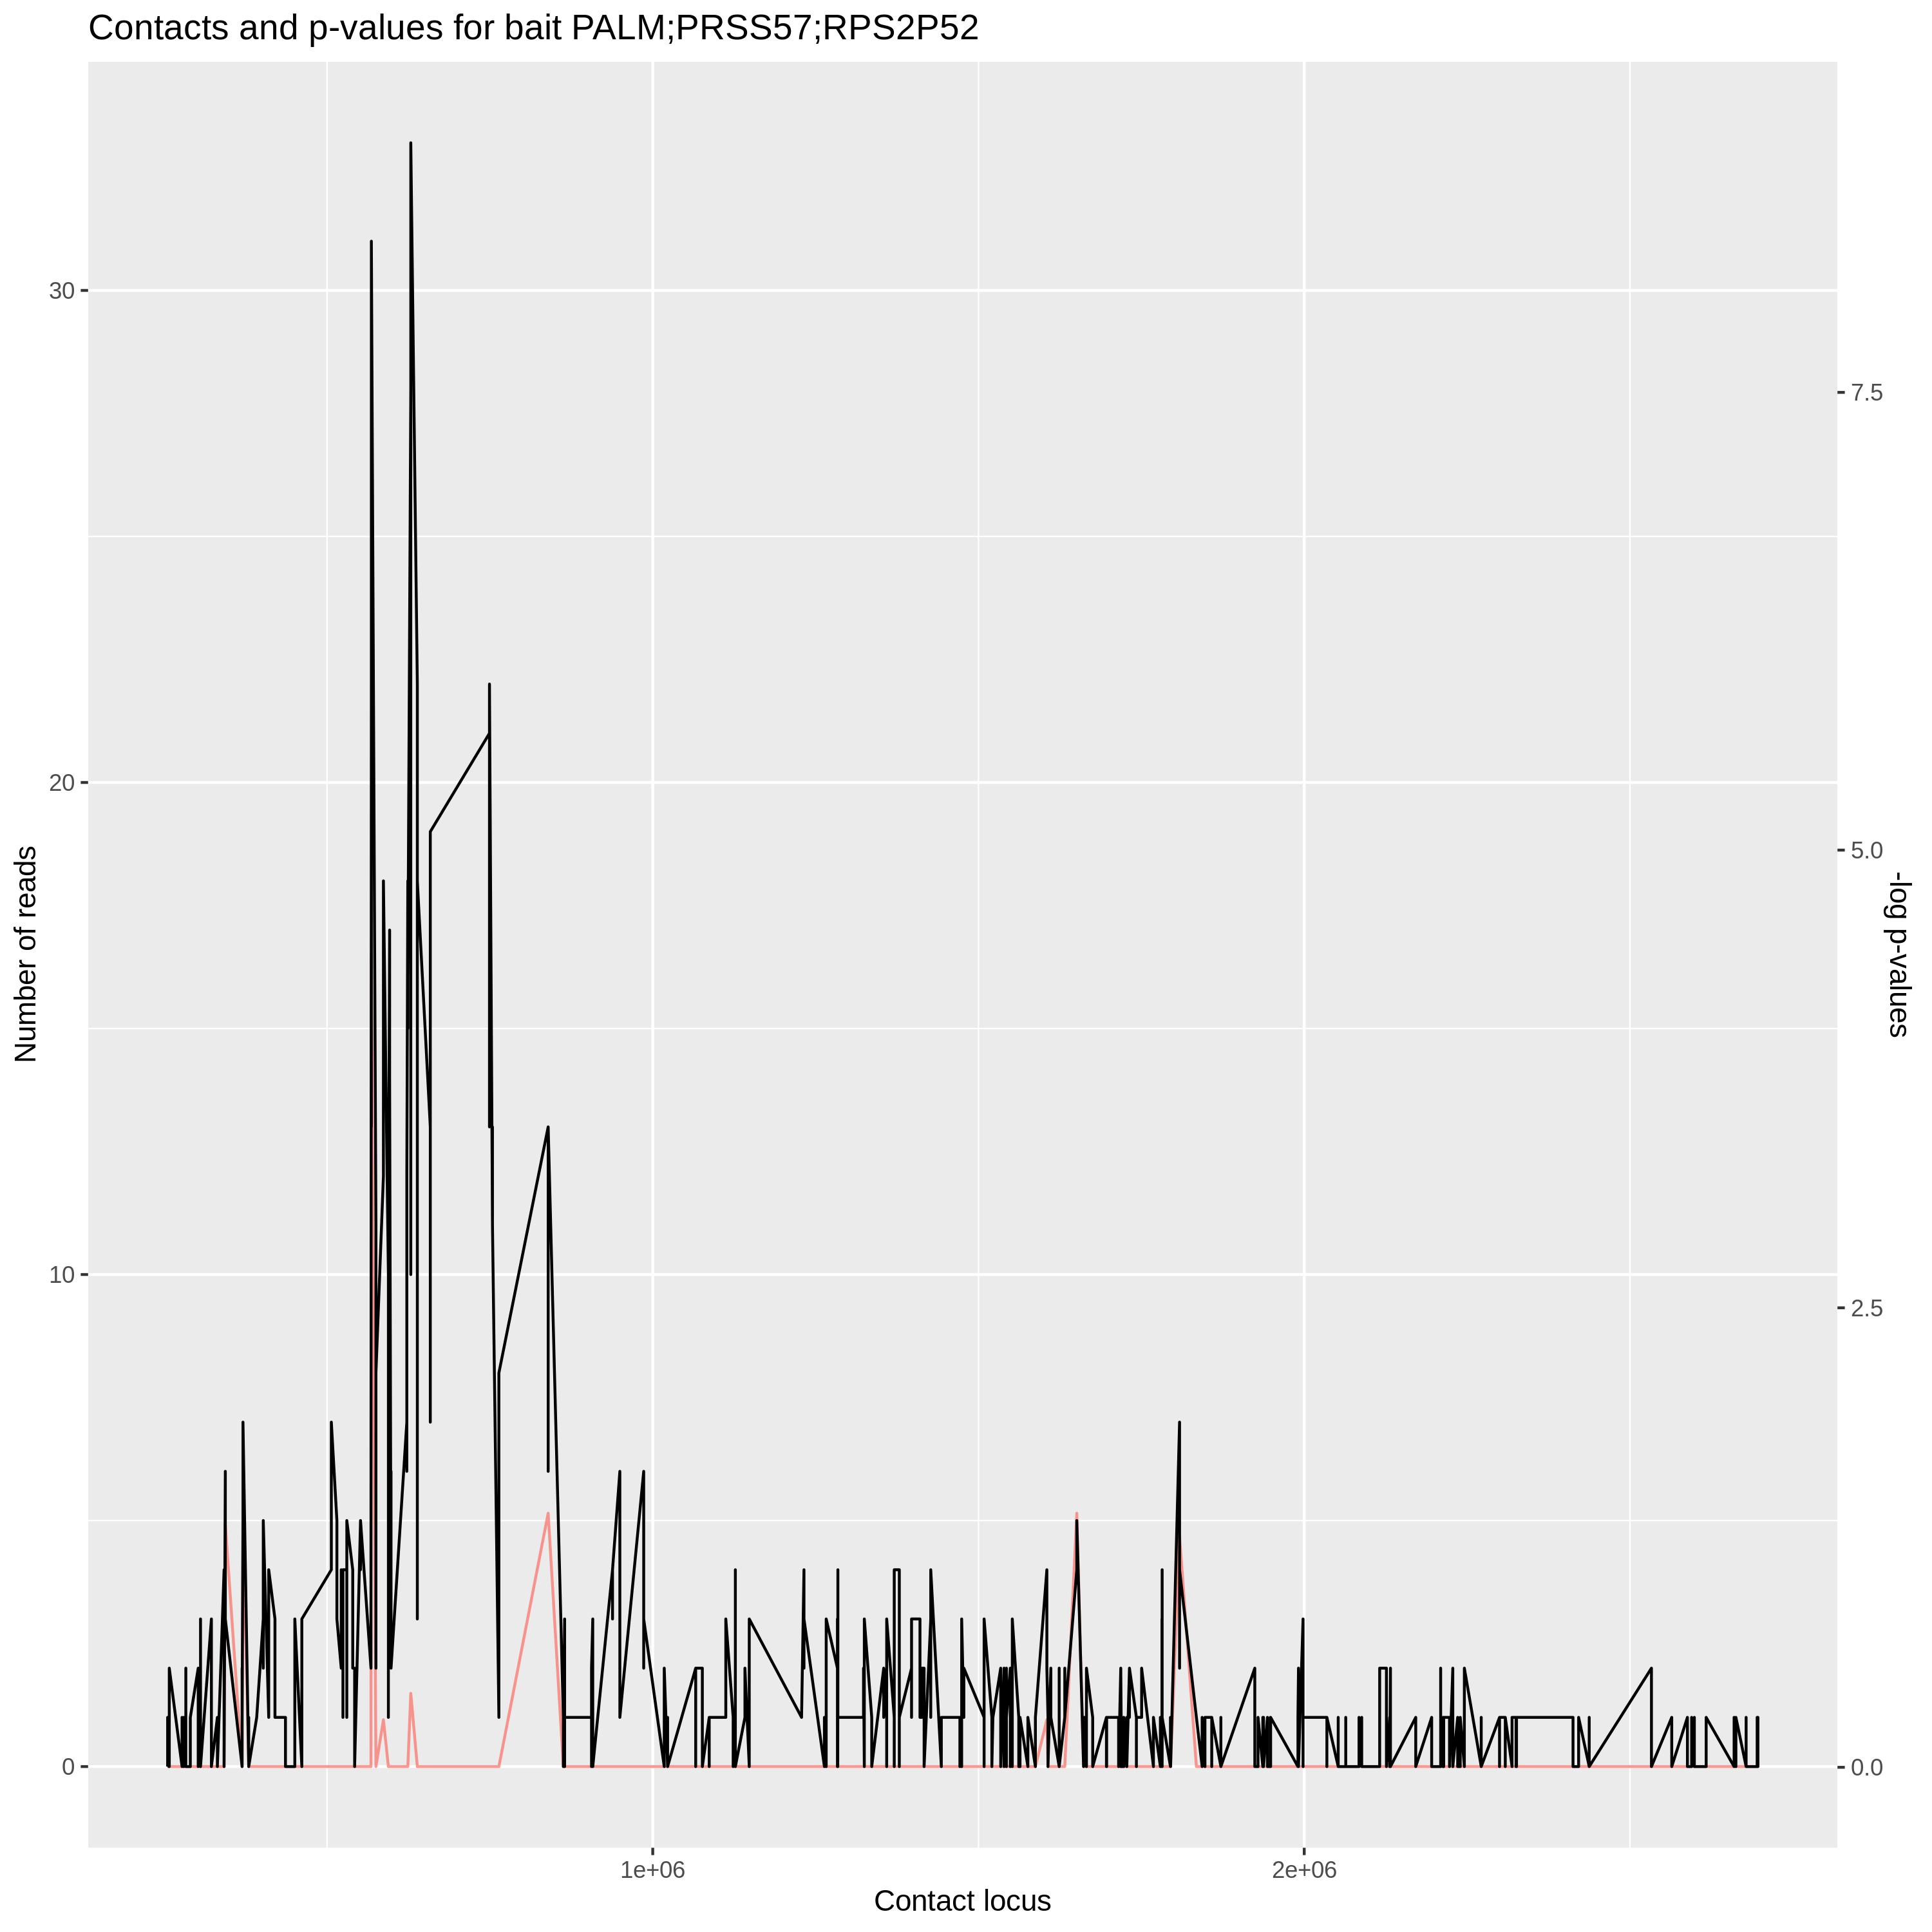 Contacts and p-values for bait PALM;PRSS57;RPS2P52
30
20
10
0
Number of reads
7.5
5.0
2.5
0.0
-log p-values
1e+06
2e+06
Contact locus